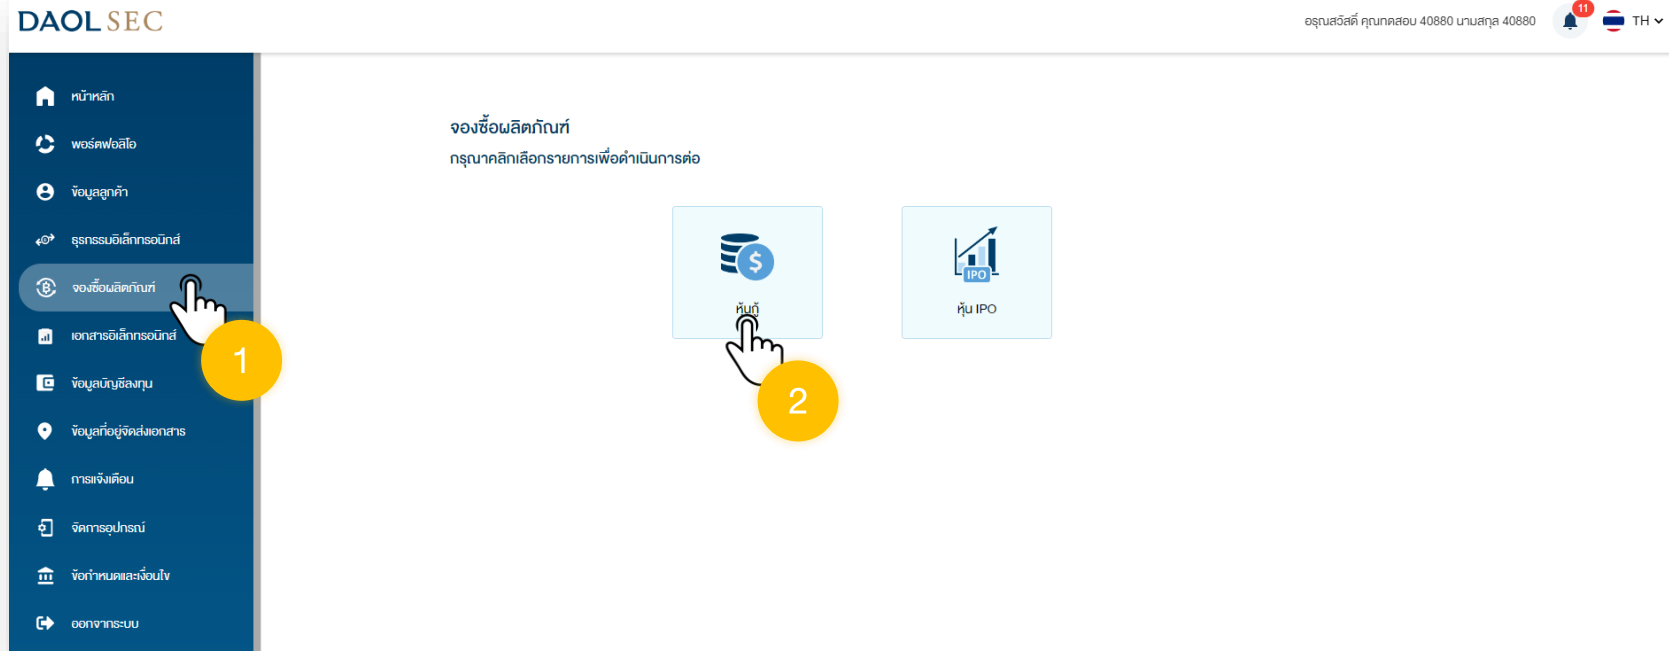 DAOL SEC
อรุณสวัสดิ์ คุณทดสอบ 40880 นามสกุล 40880
11
TH
หน้าหลัก
พอร์ตฟอลิโอ
ข้อมูลลูกค้า
ธุรกรรมอิเล็กทรอนิกส์
จองซื้อผลิตภัณฑ์
เอกสารอิเล็กทรอนิกส์
1
ข้อมูลบัญชีลงทุน
ข้อมูลที่อยู่จัดส่งเอกสาร
การแจ้งเตือน
จัดการอุปกรณ์
ข้อกำหนดและเงื่อนไข
ออกจากระบบ
จองซื้อผลิตภัณฑ์
กรุณาคลิกเลือกรายการเพื่อดำเนินการต่อ
$
หุ้นกู้
2
IPO
หุ้น IPO